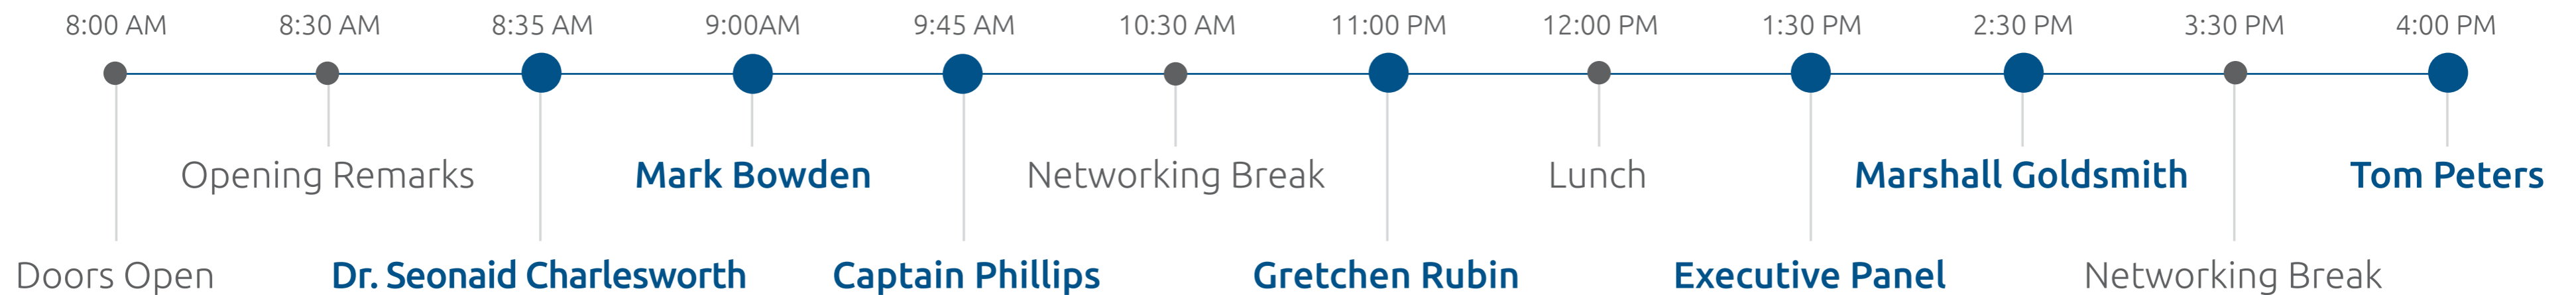 8:00 AM 8:30 AM 8:35 AM 9:00AM 9:45 AM 10:30 AM 11:00 PM 12:00 PM 1:30 PM 2:30 PM 3:30 PM 4:00 PM
Opening Remarks Mark Bowden Networking Break Lunch Marshall Goldsmith Tom Peters
Doors Open Dr. Seonaid Charlesworth Captain Phillips Gretchen Rubin Executive Panel Networking Break